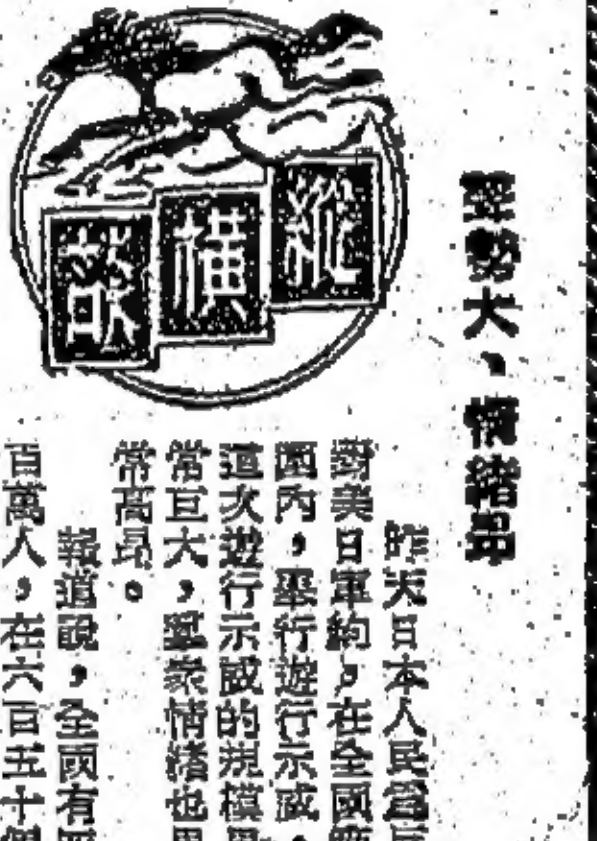 縱橫談
聲勢大、情緒昂
昨天日本人民爲反
對美日軍約，在全國範
圍內，舉行遊行示威，
這次遊行示威的規模異
常巨大，羣衆情緒也異
常高昂。
報道說，全國有四
百萬人，在六百五十個